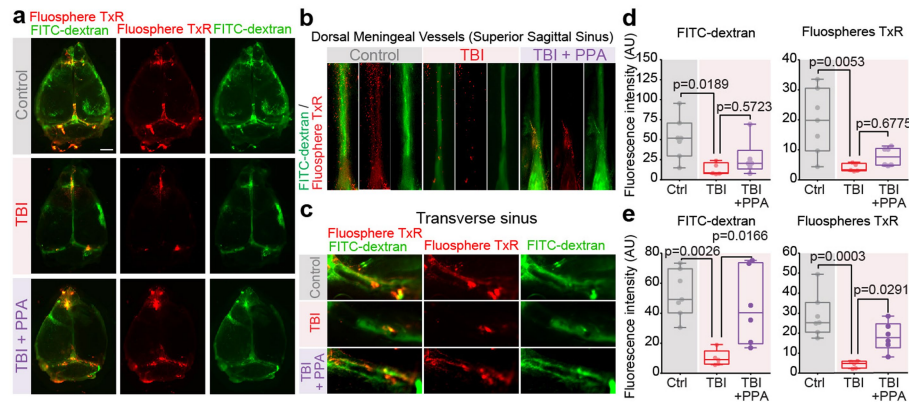 a
Fluosphere TxR
FITC-dextran
Fluosphere TxR
FITC-dextran
Control
TBI
TBI + PPA
b
Dorsal Meningeal Vessels (Superior Sagittal Sinus)
Control
TBI
TBI + PPA
FITC-dextran /
Fluosphere TxR
c
Transverse sinus
Fluosphere TxR
FITC-dextran
Fluosphere TxR
FITC-dextran
Control
TBI
TBI
+ PPA
d
FITC-dextran
Fluorescence intensity (AU)
150
125
100
75
50
25
0
p=0.0189
p=0.5723
Ctrl
TBI
TBI
+PPA
Fluospheres TxR
40
30
20
10
0
p=0.0053
p=0.6775
Ctrl
TBI
TBI
+PPA
e
FITC-dextran
Fluorescence intensity (AU)
80
60
40
20
0
p=0.0026
p=0.0166
Ctrl
TBI
TBI
+PPA
Fluospheres TxR
60
50
40
30
20
10
0
p=0.0003
p=0.0291
Ctrl
TBI
TBI
+PPA